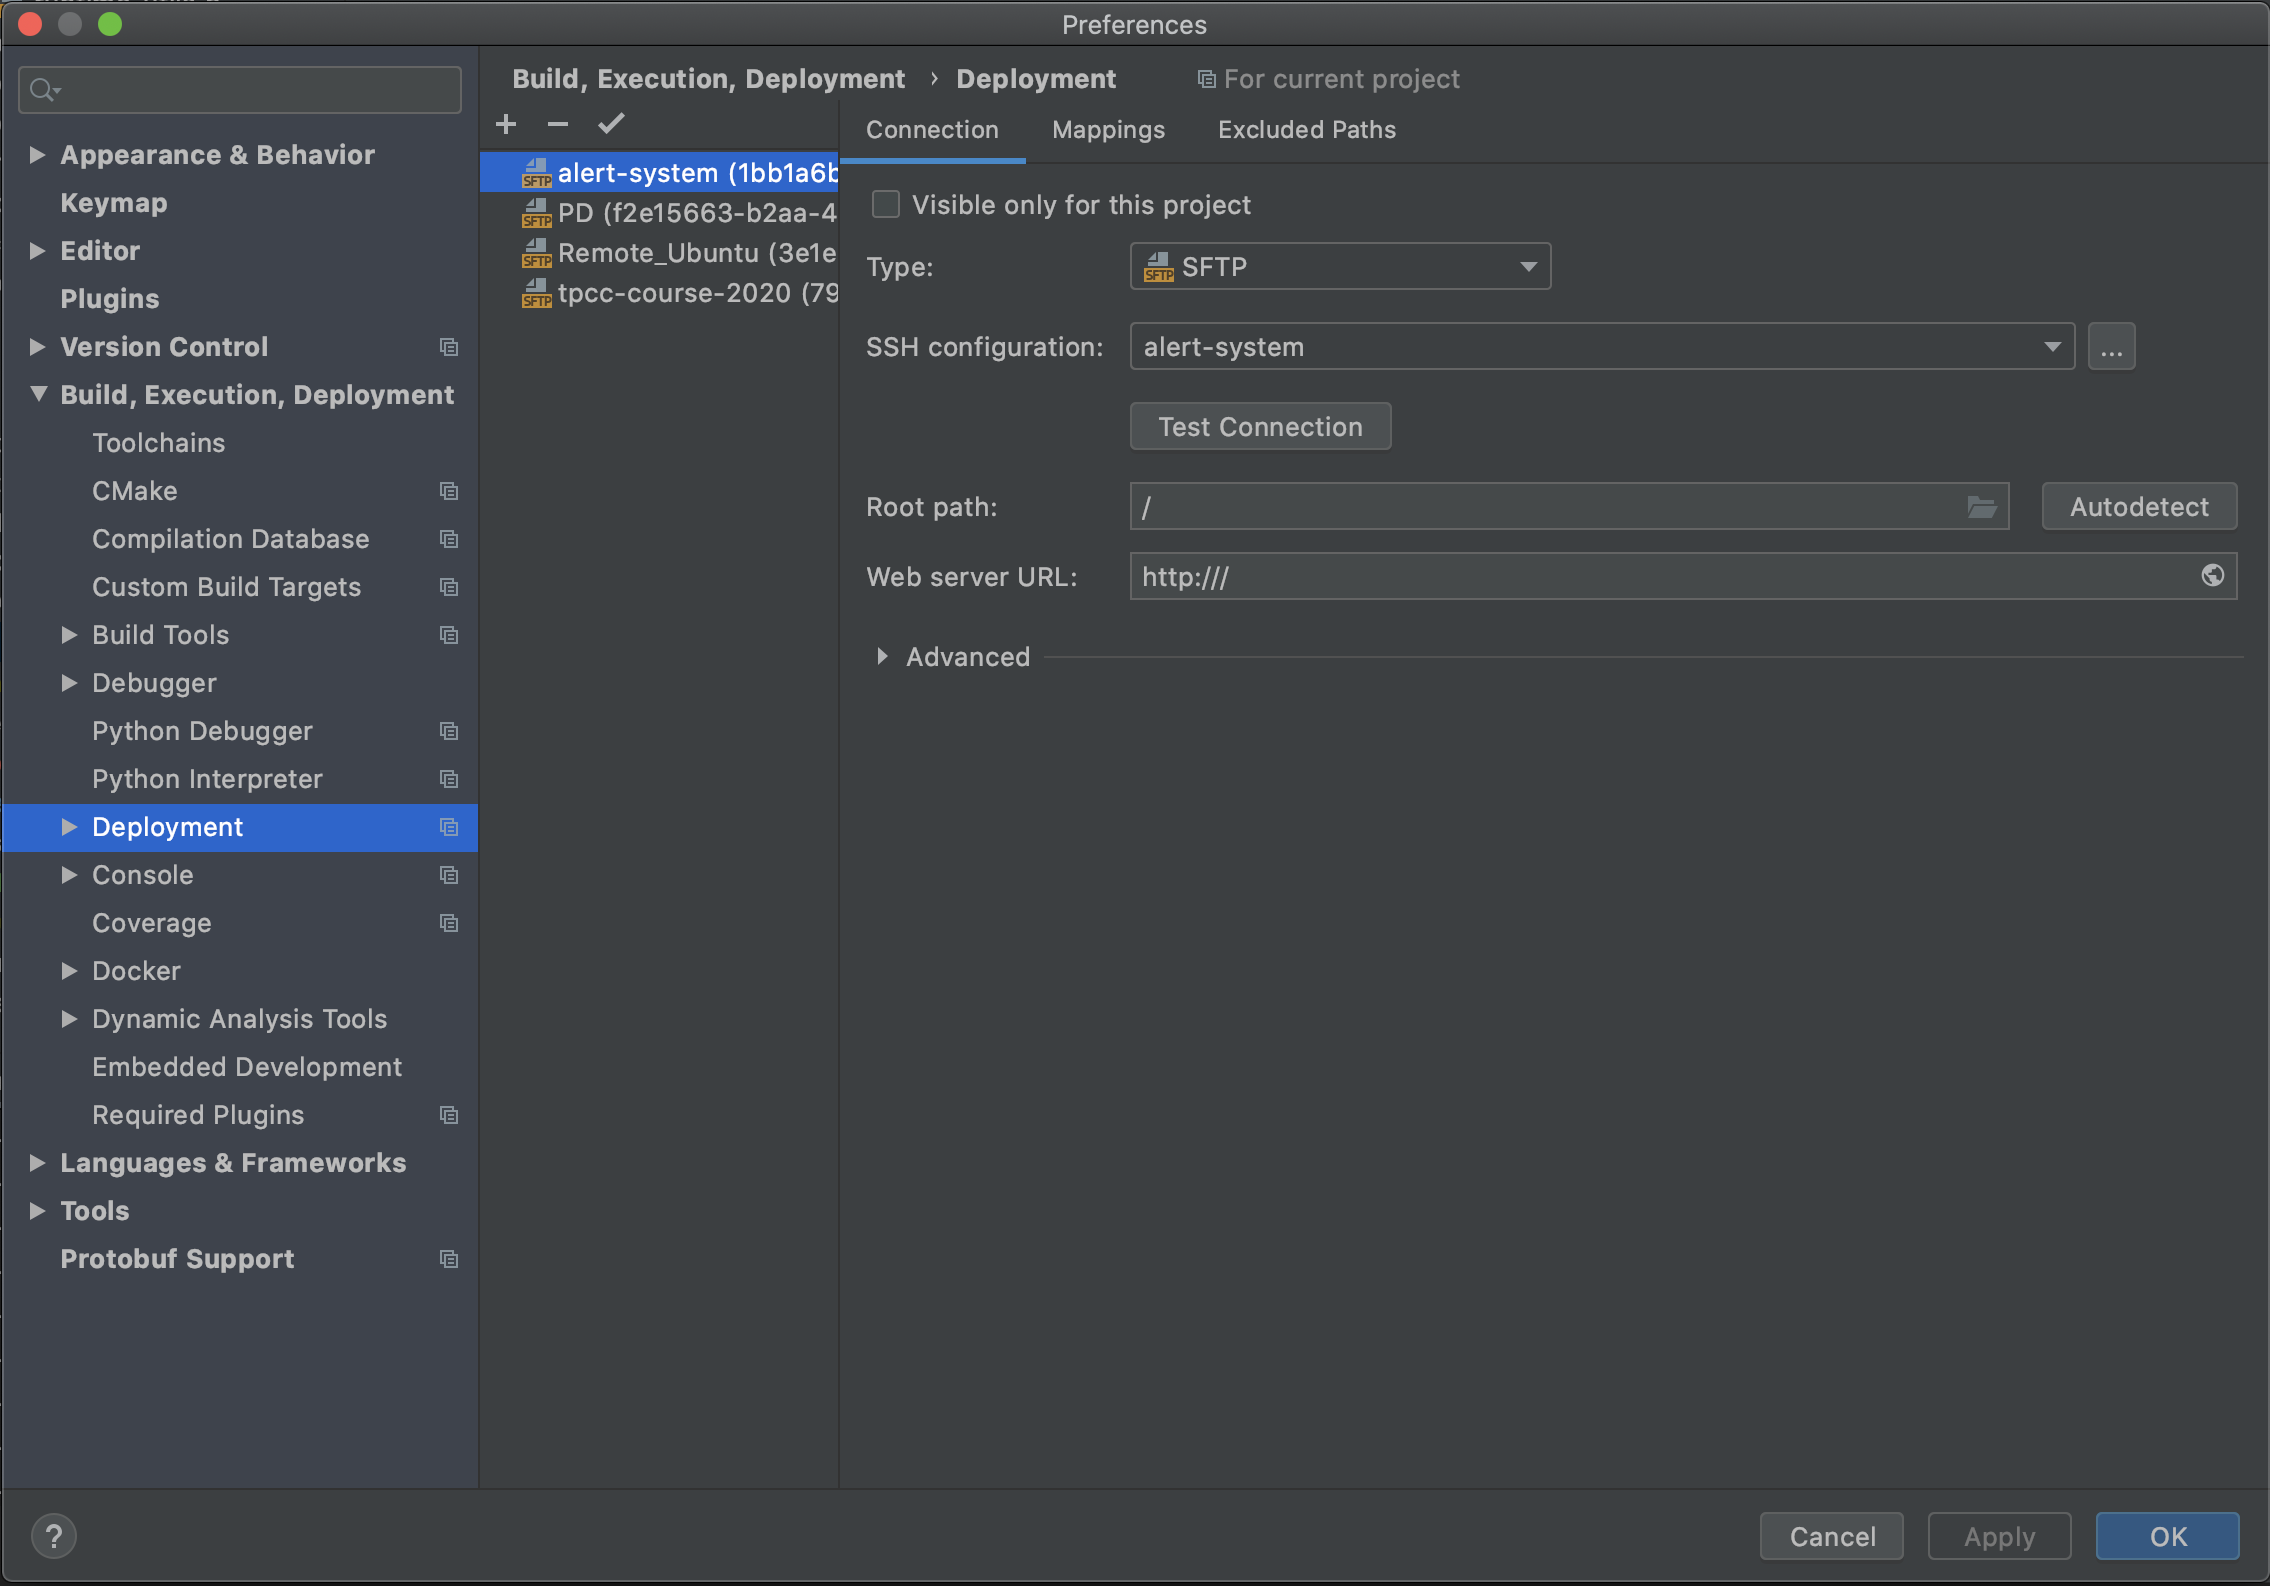 Preferences
Appearance & Behavior
Keymap
Editor
Plugins
Version Control
Build, Execution, Deployment
Toolchains
CMake
Compilation Database
Custom Build Targets
Build Tools
Debugger
Python Debugger
Python Interpreter
Deployment
Console
Coverage
Docker
Dynamic Analysis Tools
Embedded Development
Required Plugins
Languages & Frameworks
Tools
Protobuf Support
Build, Execution, Deployment › Deployment
For current project
SFTP alert-system (1bb1a6b
SFTP PD (f2e15663-b2aa-4
SFTP Remote_Ubuntu (3e1e
SFTP tpcc-course-2020 (79
Connection Mappings Excluded Paths
Visible only for this project
Type: SFTP SFTP
SSH configuration: alert-system ...
Test Connection
Root path: / Autodetect
Web server URL: http:///
Advanced
? Cancel Apply OK